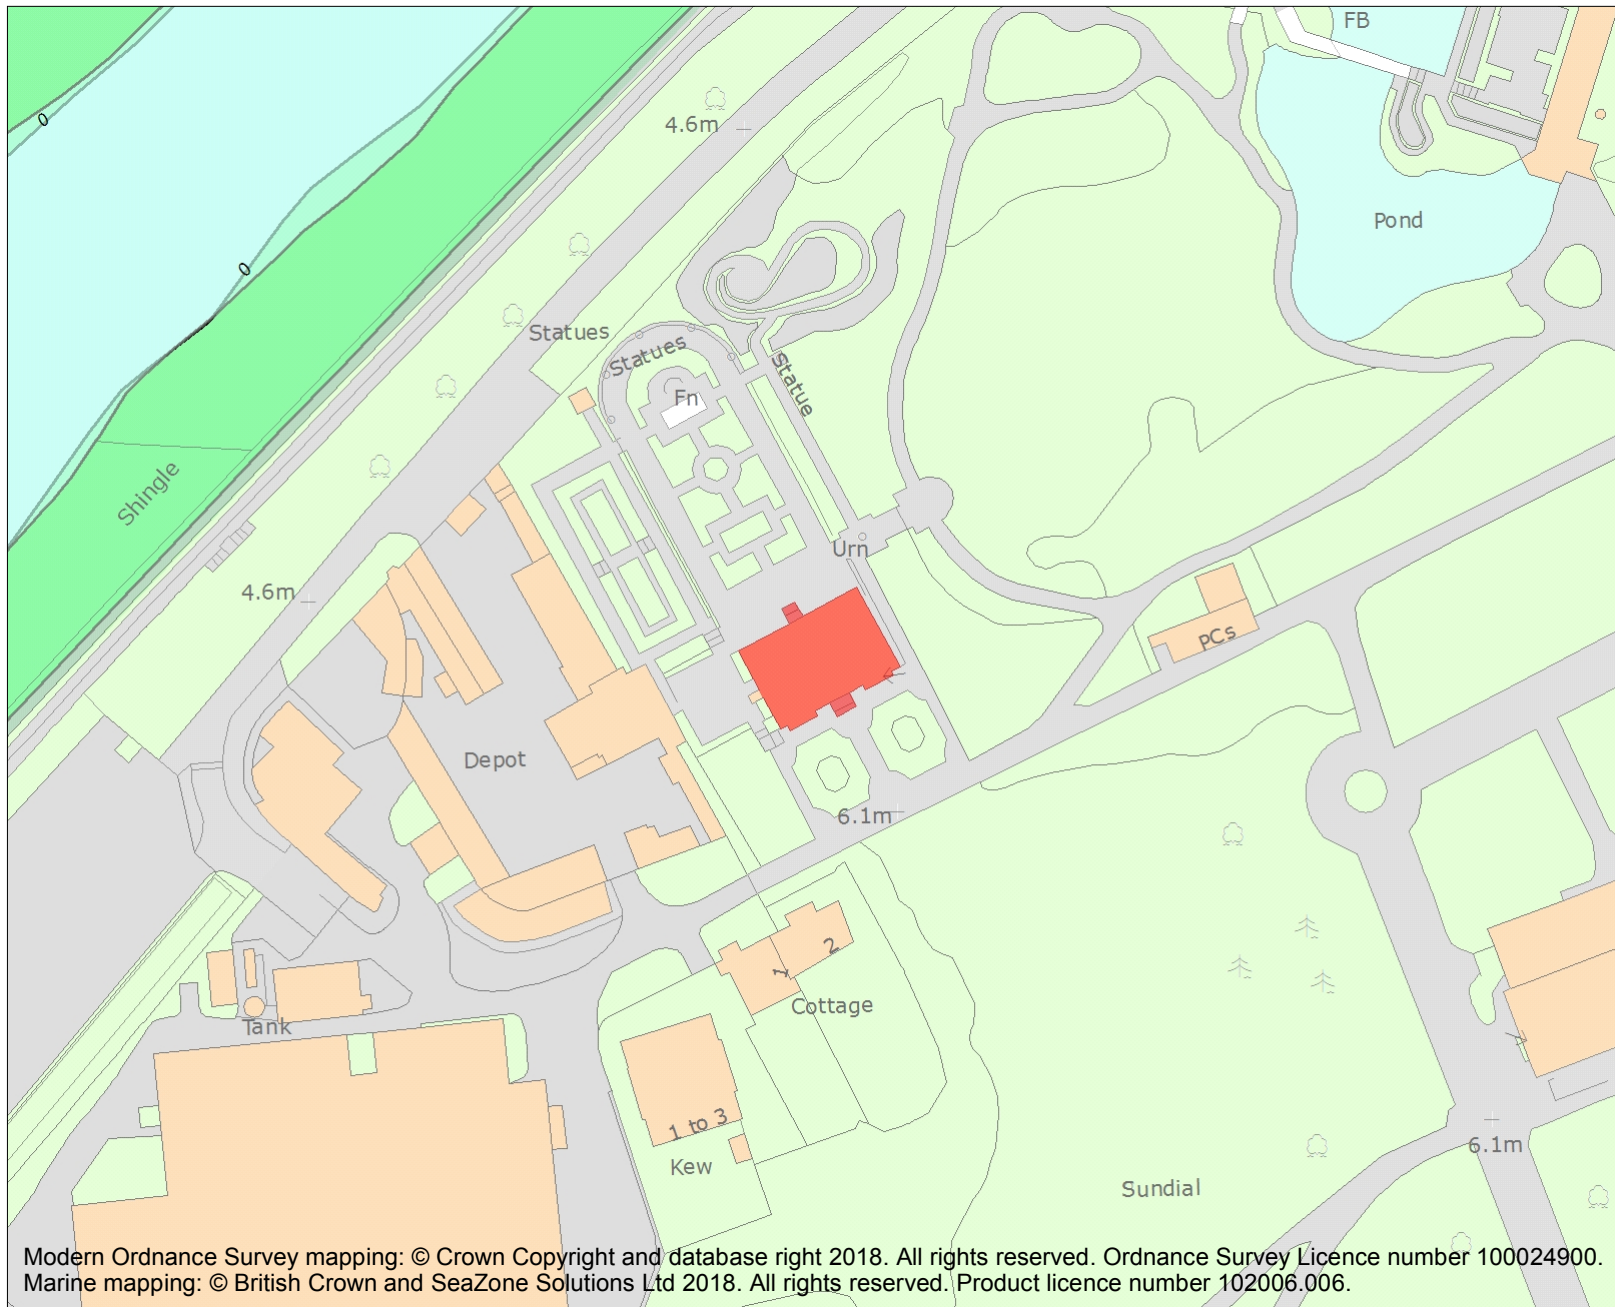 FB
4.6m
0
Pond
0
Statues
Statues
Statue
Fn
Shingle
Urn
4.6m
PCs
Depot
6.1m
2
1
Cottage
Tank
1 to 3
Kew
6.1m
Sundial
Modern Ordnance Survey mapping: © Crown Copyright and database right 2018. All rights reserved. Ordnance Survey Licence number 100024900.
Marine mapping: © British Crown and SeaZone Solutions Ltd 2018. All rights reserved. Product licence number 102006.006.